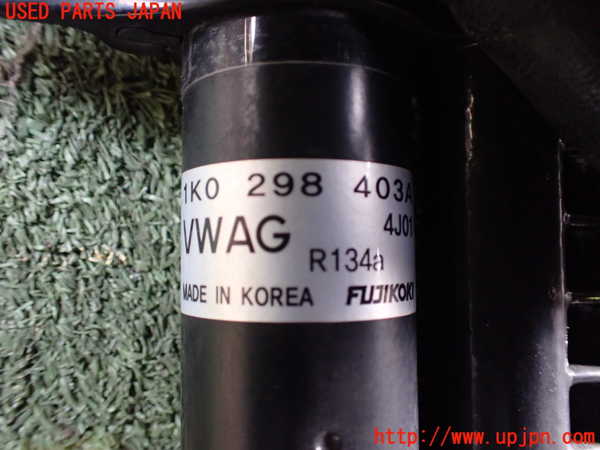 USED PARTS JAPAN
1K0 298 403A
4J01
VWAG
R134a
MADE IN KOREA FUJIKOKI
http://www.upjpn.com/